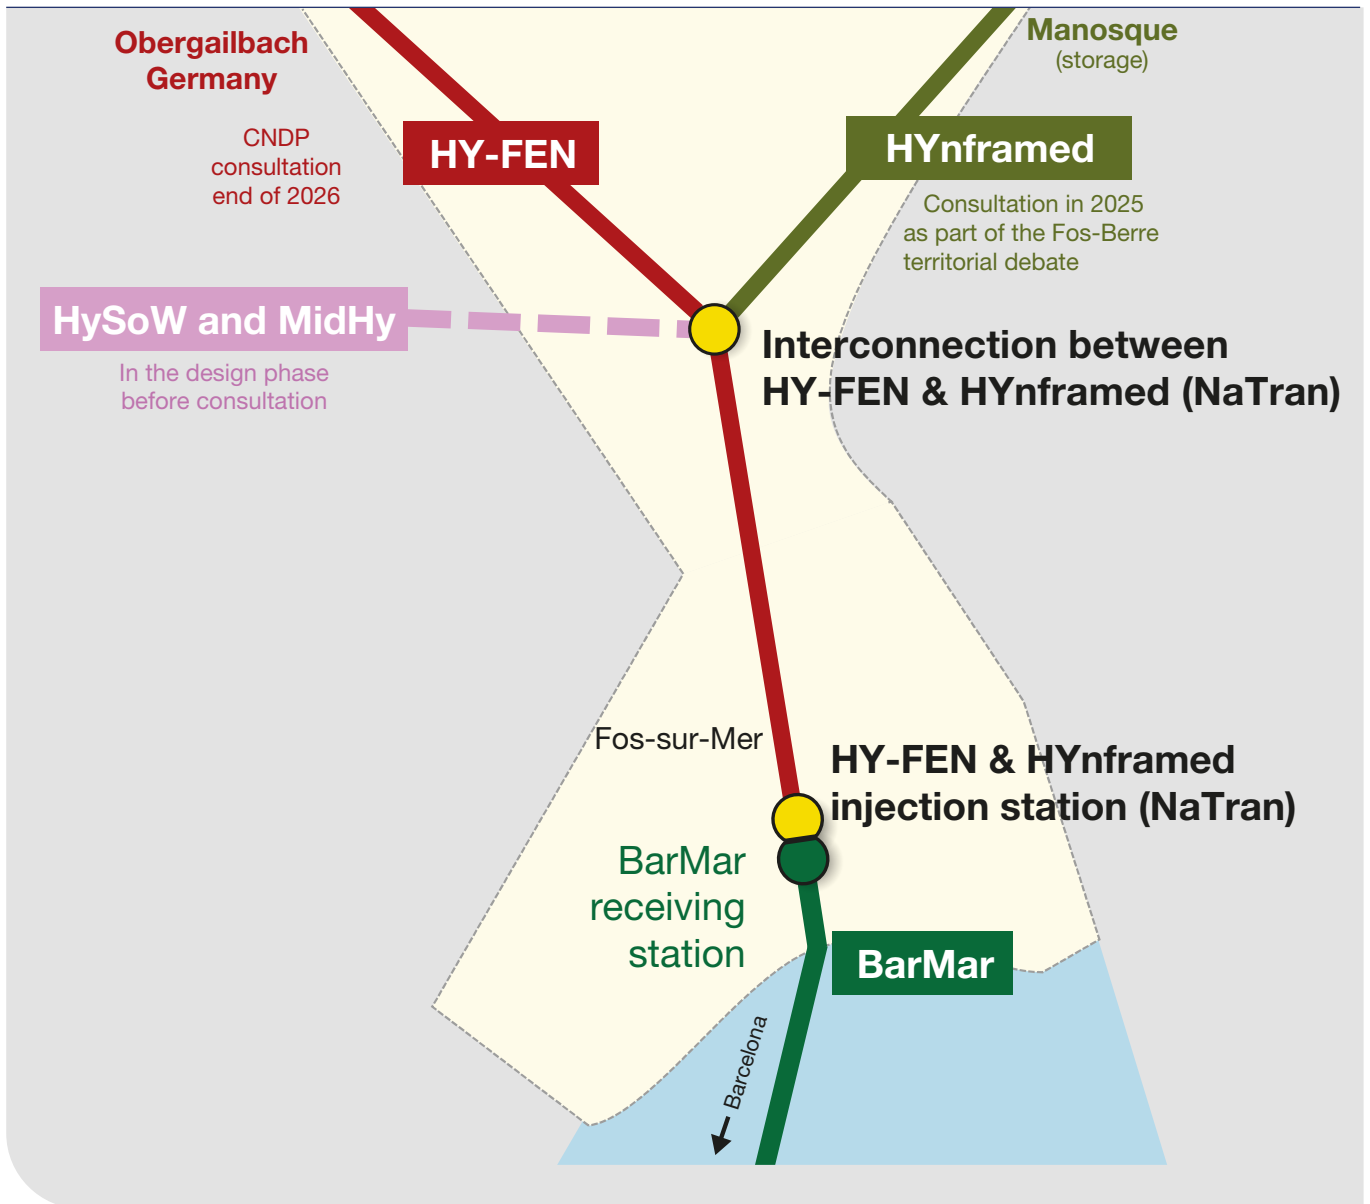 Obergailbach
Germany
Manosque
(storage)
CNDP
consultation
end of 2026
HY-FEN
HYnframed
Consultation in 2025
as part of the Fos-Berre
territorial debate
HySoW and MidHy
In the design phase
before consultation
Interconnection between
HY-FEN & HYnframed (NaTran)
Fos-sur-Mer
HY-FEN & HYnframed
injection station (NaTran)
BarMar
receiving
station
BarMar
Barcelona